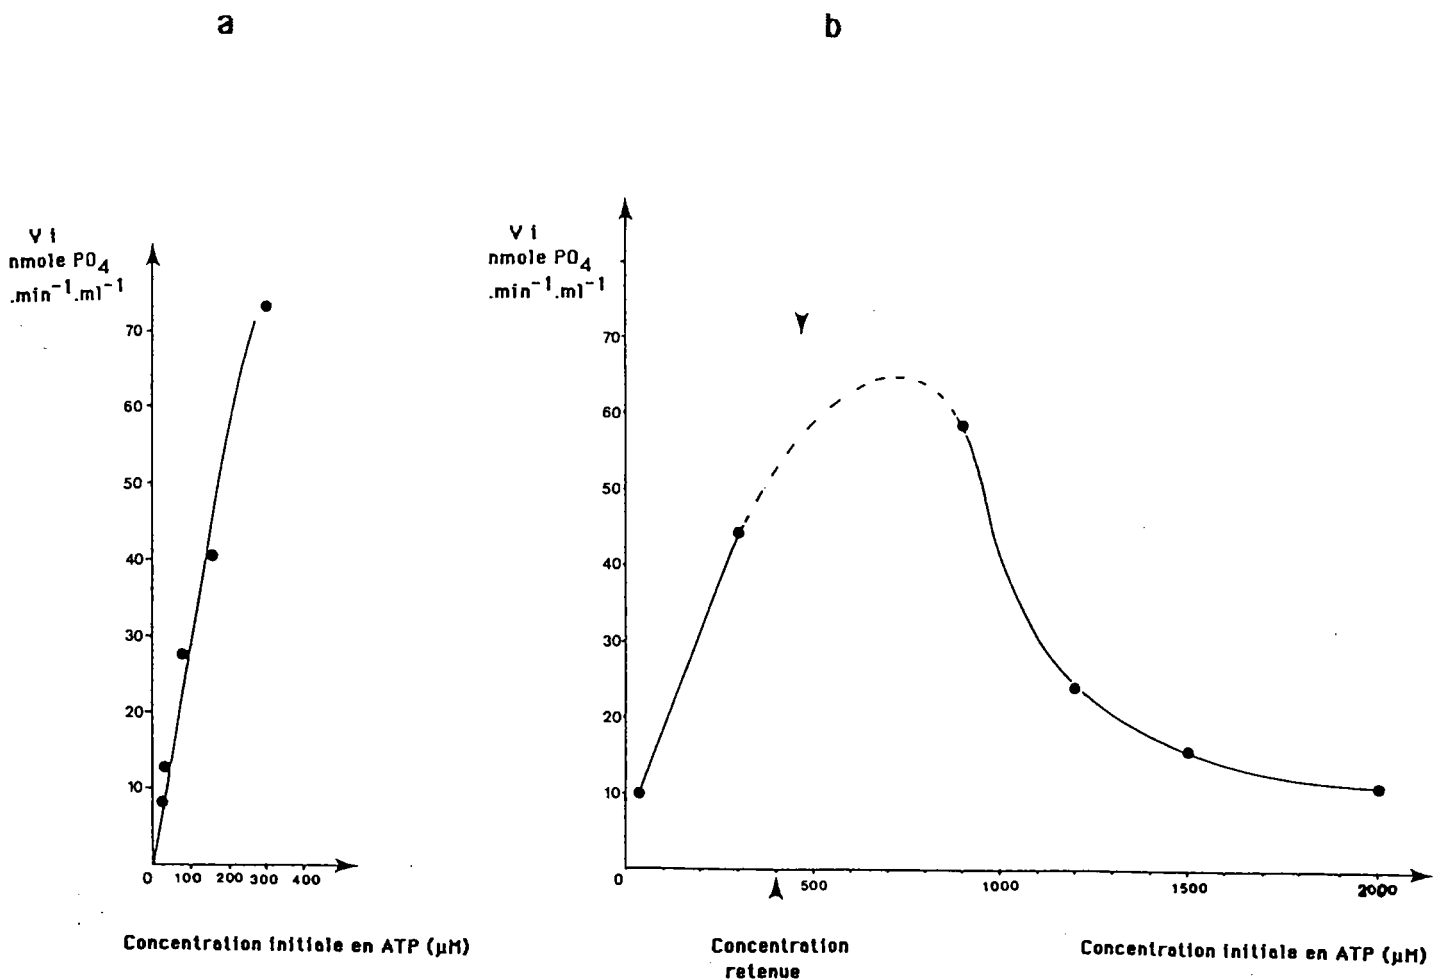 a
b
V i
nmole PO4
.min-1.ml-1
70
60
50
40
30
20
10
0
100
200
300
400
Concentration initiale en ATP (µM)
V i
nmole PO4
.min-1.ml-1
70
60
50
40
30
20
10
0
500
1000
1500
2000
Concentration
retenue
Concentration initiale en ATP (µM)